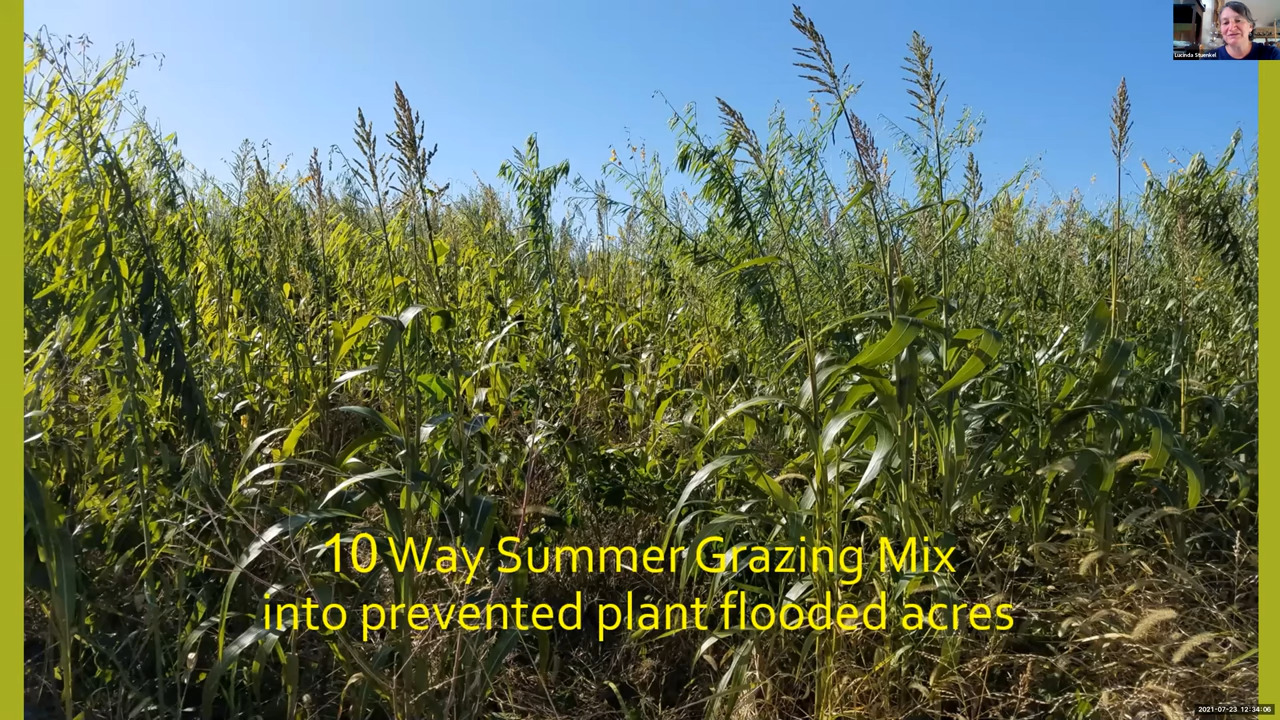 Lucinda Stuenkel
10 Way Summer Grazing Mix
into prevented plant flooded acres
2021-07-23 12:34:06